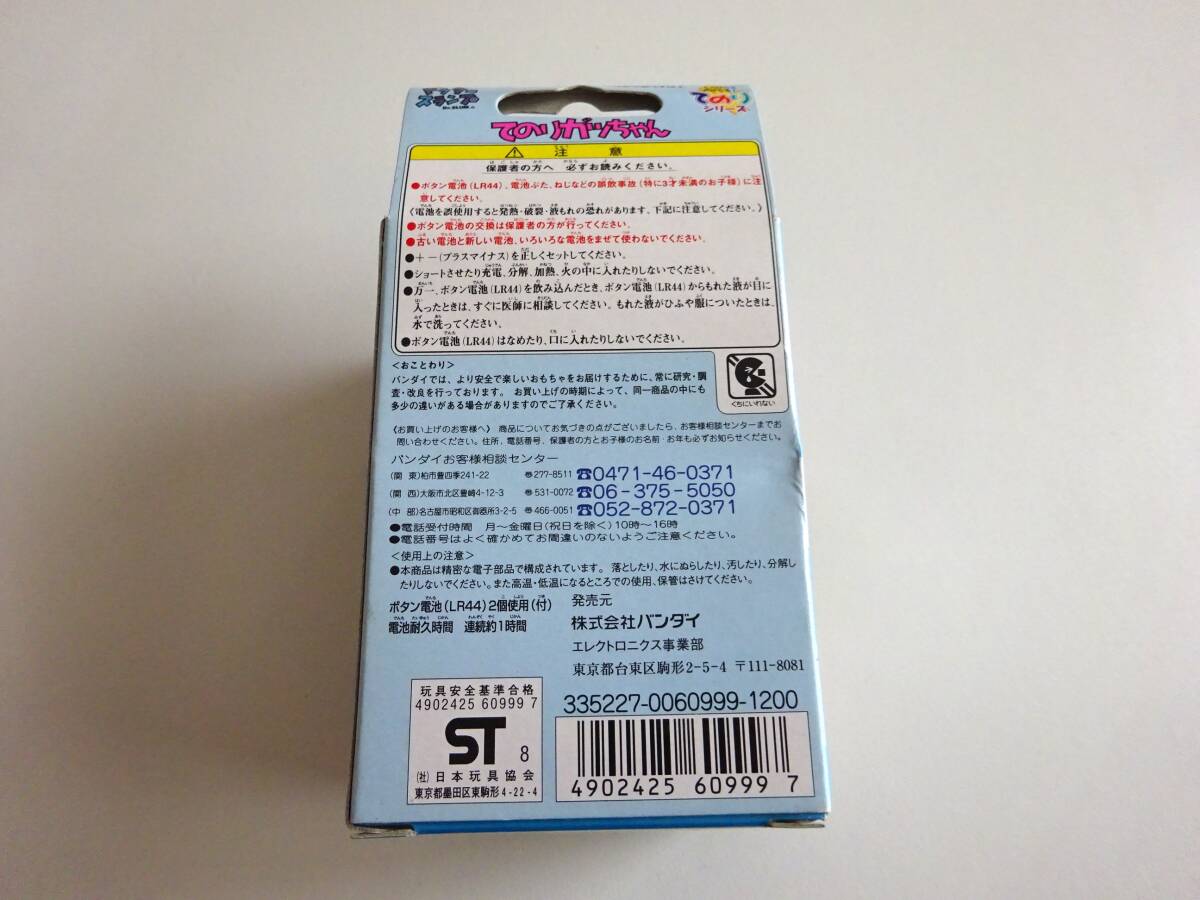 ドクター
スランプ
てのり
シリーズ
てのりガッちゃん
⚠ 注意
保護者の方へ 必ずお読みください。
●ボタン電池(LR44)、電池ぶた、ねじなどの誤飲事故(特に3才未満のお子様)に注
意してください。
(電池を誤使用すると発熱・破裂・液もれの恐れがあります、下記に注意してください。)
●ボタン電池の交換は保護者の方が行ってください。
●古い電池と新しい電池、いろいろな電池をまぜて使わないでください。
●+-(プラスマイナス)を正しくセットしてください。
●ショートさせたり充電、分解、加熱、火の中に入れたりしないでください。
●万一、ボタン電池(LR44)を飲み込んだとき、ボタン電池(LR44)からもれた液が目に
入ったときは、すぐに医師に相談してください。もれた液がひふや服についたときは、
水で洗ってください。
●ボタン電池(LR44)はなめたり、口に入れたりしないでください。
〈おことわり〉
バンダイでは、より安全で楽しいおもちゃをお届けするために、常に研究・調
査・改良を行っております。お買い上げの時期によって、同一商品の中にも
多少の違いがある場合がありますのでご了承ください。
くちにいれない
〈お買い上げのお客様へ〉 商品についてお気づきの点がございましたら、お客様相談センターまでお
問い合わせください。住所、電話番号、保護者の方とお子様のお名前・お年も必ずお知らせください。
バンダイお客様相談センター
(関 東)柏市豊四季241-22 〒277-8511 ☎0471-46-0371
(関 西)大阪市北区豊崎4-12-3 〒531-0072 ☎06-375-5050
(中 部)名古屋市昭和区御器所3-2-5 〒466-0051 ☎052-872-0371
●電話受付時間 月~金曜日(祝日を除く)10時~16時
●電話番号はよく確かめてお間違いのないようご注意ください。
〈使用上の注意〉
●本商品は精密な電子部品で構成されています。落としたり、水にぬらしたり、汚したり、分解し
たりしないでください。また高温・低温になるところでの使用、保管はさけてください。
ボタン電池(LR44)2個使用(付)
電池耐久時間 連続約1時間
発売元
株式会社バンダイ
エレクトロニクス事業部
東京都台東区駒形2-5-4 〒111-8081
玩具安全基準合格
4902425 60999 7
ST 8
(社)日本玩具協会
東京都墨田区東駒形4-22-4
335227-0060999-1200
4902425 60999 7